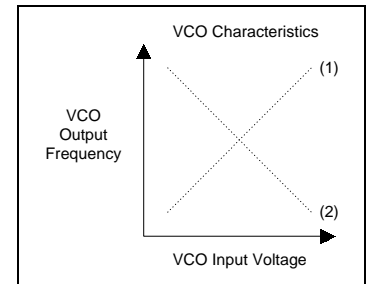 VCO Characteristics
(1)
VCO
Output
Frequency
(2)
VCO Input Voltage